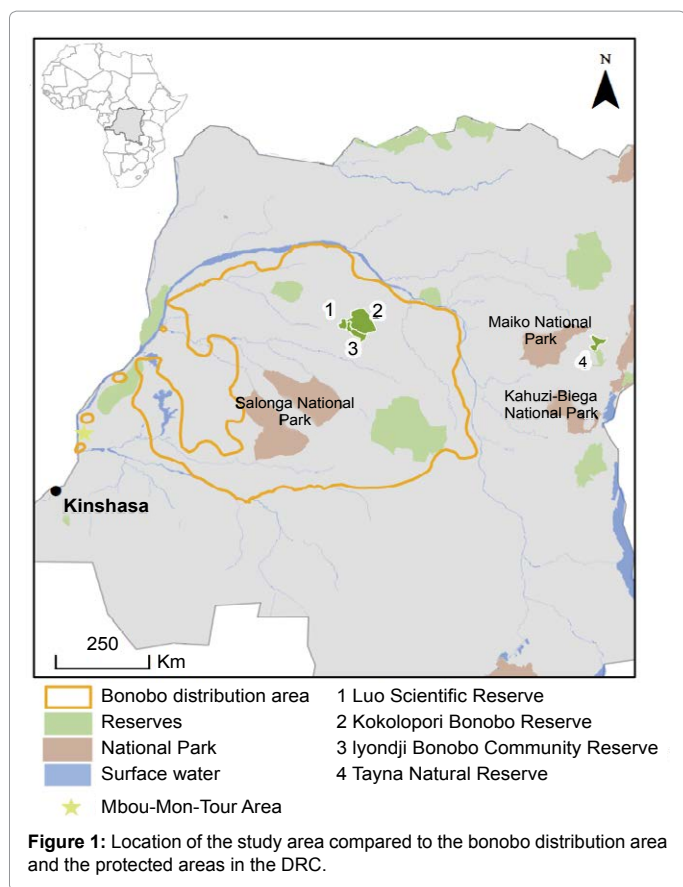 N
1
2
3
Maiko National
Park
4
Kahuzi-Biega
National Park
Salonga National
Park
Kinshasa
250
Km
Bonobo distribution area
Reserves
National Park
Surface water
Mbou-Mon-Tour Area
1 Luo Scientific Reserve
2 Kokolopori Bonobo Reserve
3 Iyondji Bonobo Community Reserve
4 Tayna Natural Reserve
Figure 1: Location of the study area compared to the bonobo distribution area
and the protected areas in the DRC.